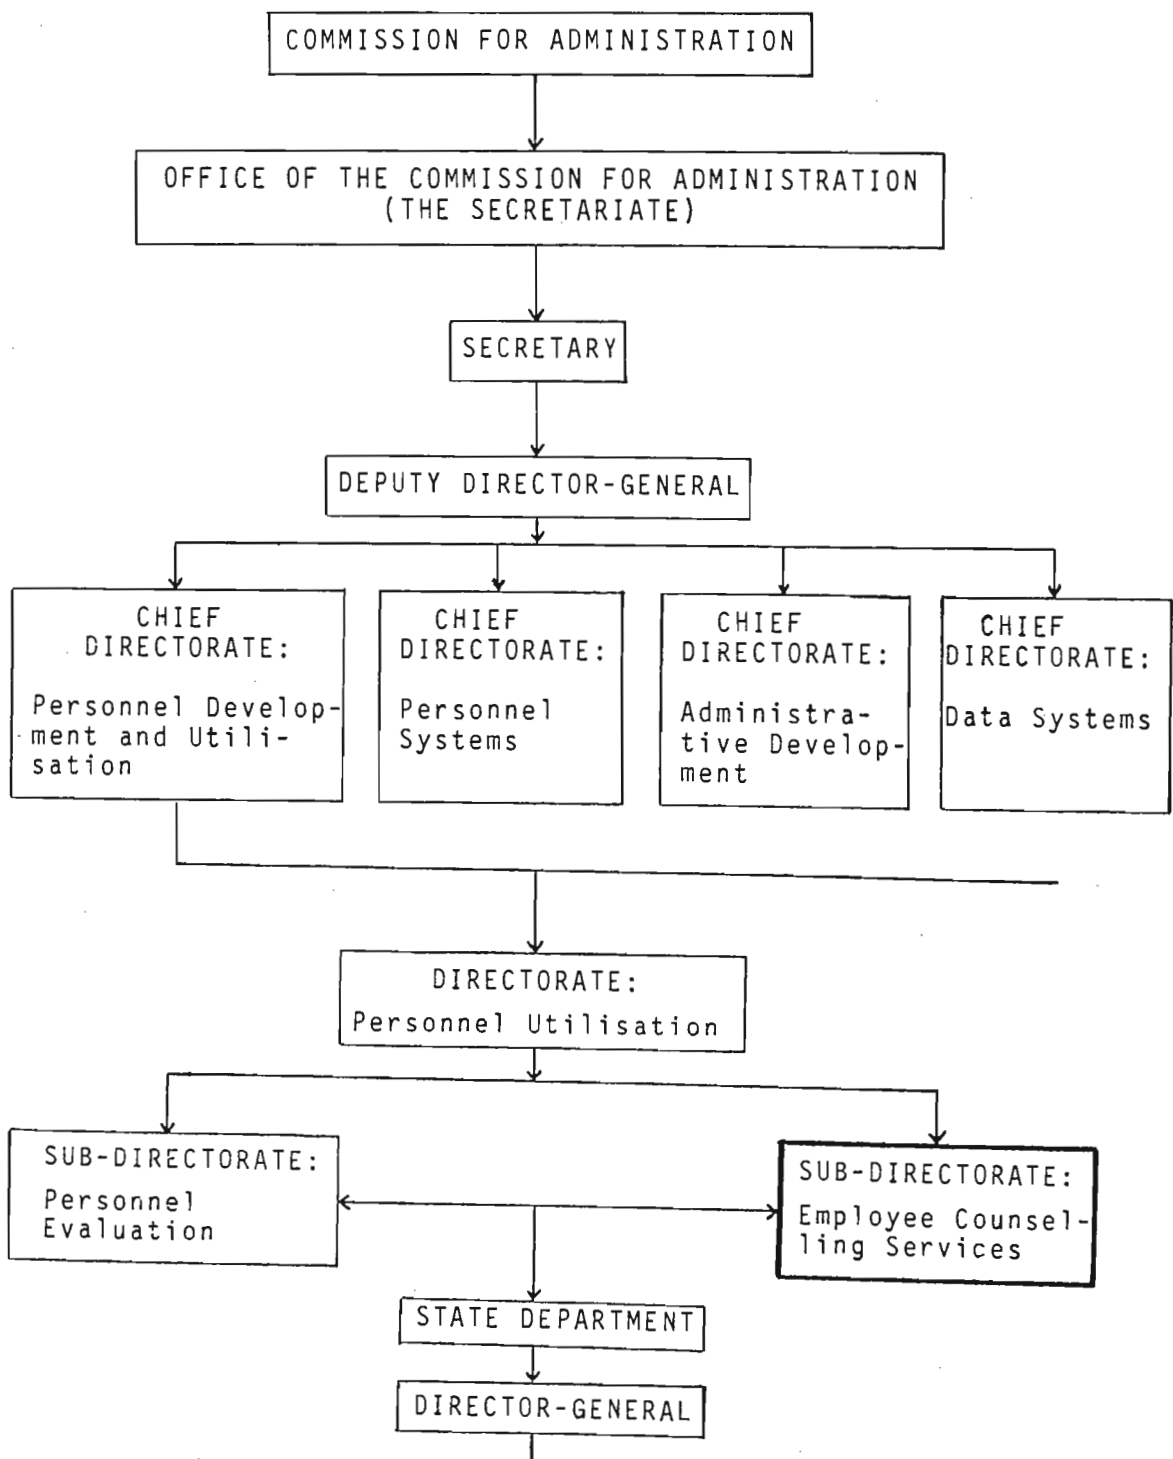 COMMISSION FOR ADMINISTRATION
OFFICE OF THE COMMISSION FOR ADMINISTRATION
(THE SECRETARIATE)
SECRETARY
DEPUTY DIRECTOR-GENERAL
CHIEF
DIRECTORATE:
Personnel Develop-
ment and Utili-
sation
CHIEF
DIRECTORATE:
Personnel
Systems
CHIEF
DIRECTORATE:
Administra-
tive Develop-
ment
CHIEF
DIRECTORATE:
Data Systems
DIRECTORATE:
Personnel Utilisation
SUB-DIRECTORATE:
Personnel
Evaluation
SUB-DIRECTORATE:
Employee Counsel-
ling Services
STATE DEPARTMENT
DIRECTOR-GENERAL